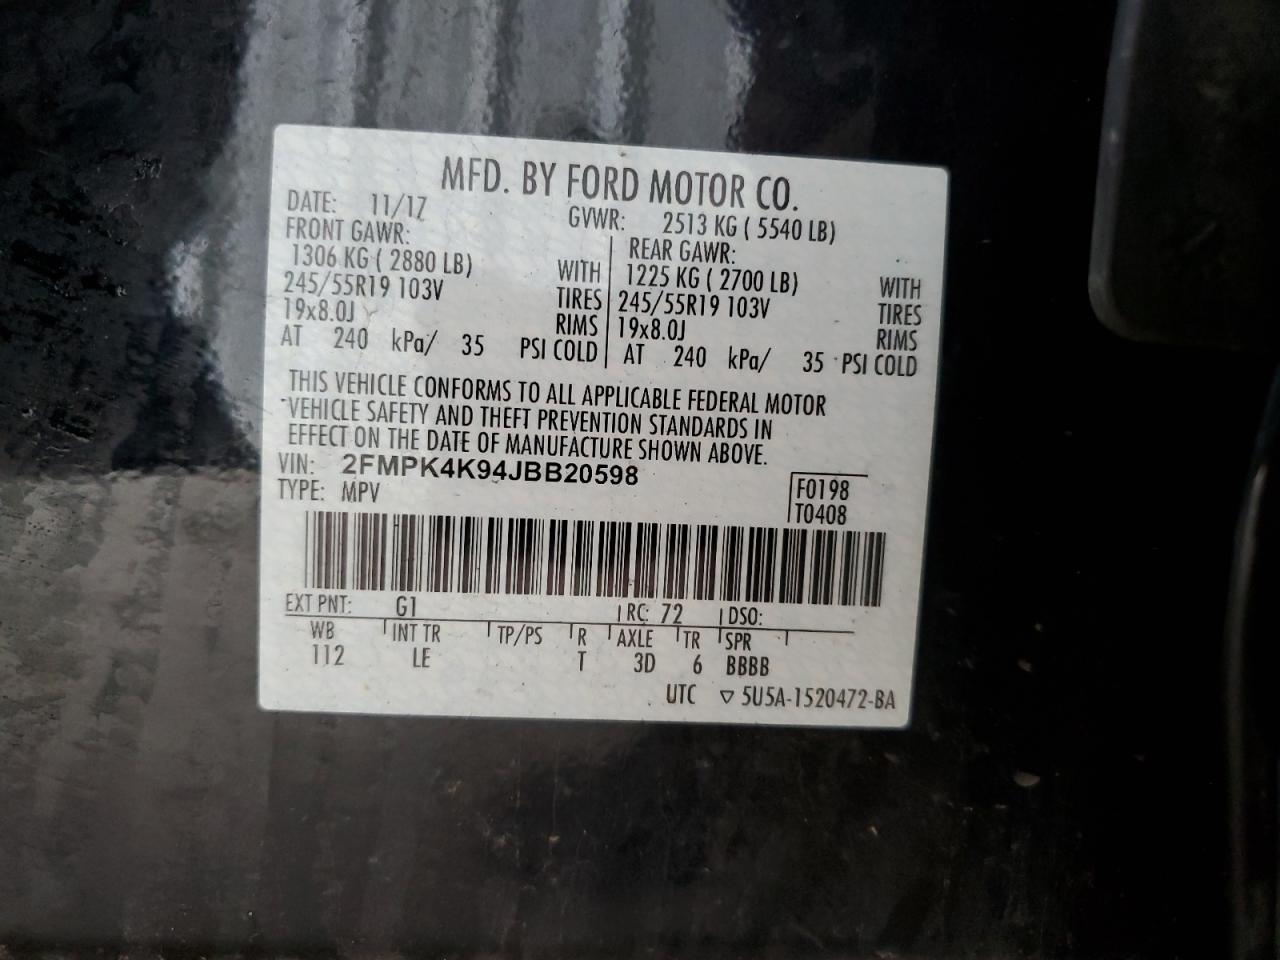 MFD. BY FORD MOTOR CO.
DATE: 11/17 GVWR: 2513 KG ( 5540 LB)
FRONT GAWR: REAR GAWR:
1306 KG ( 2880 LB) WITH 1225 KG ( 2700 LB) WITH
245/55R19 103V TIRES 245/55R19 103V TIRES
19x8.0J RIMS 19x8.0J RIMS
AT 240 kPa/ 35 PSI COLD AT 240 kPa/ 35 PSI COLD
THIS VEHICLE CONFORMS TO ALL APPLICABLE FEDERAL MOTOR
VEHICLE SAFETY AND THEFT PREVENTION STANDARDS IN
EFFECT ON THE DATE OF MANUFACTURE SHOWN ABOVE.
VIN: 2FMPK4K94JBB20598
TYPE: MPV
F0198
T0408
EXT PNT: G1 RC: 72 DSO:
WB INT TR TP/PS R AXLE TR SPR
112 LE T 3D 6 BBBB
UTC ▽ 5U5A-1520472-BA